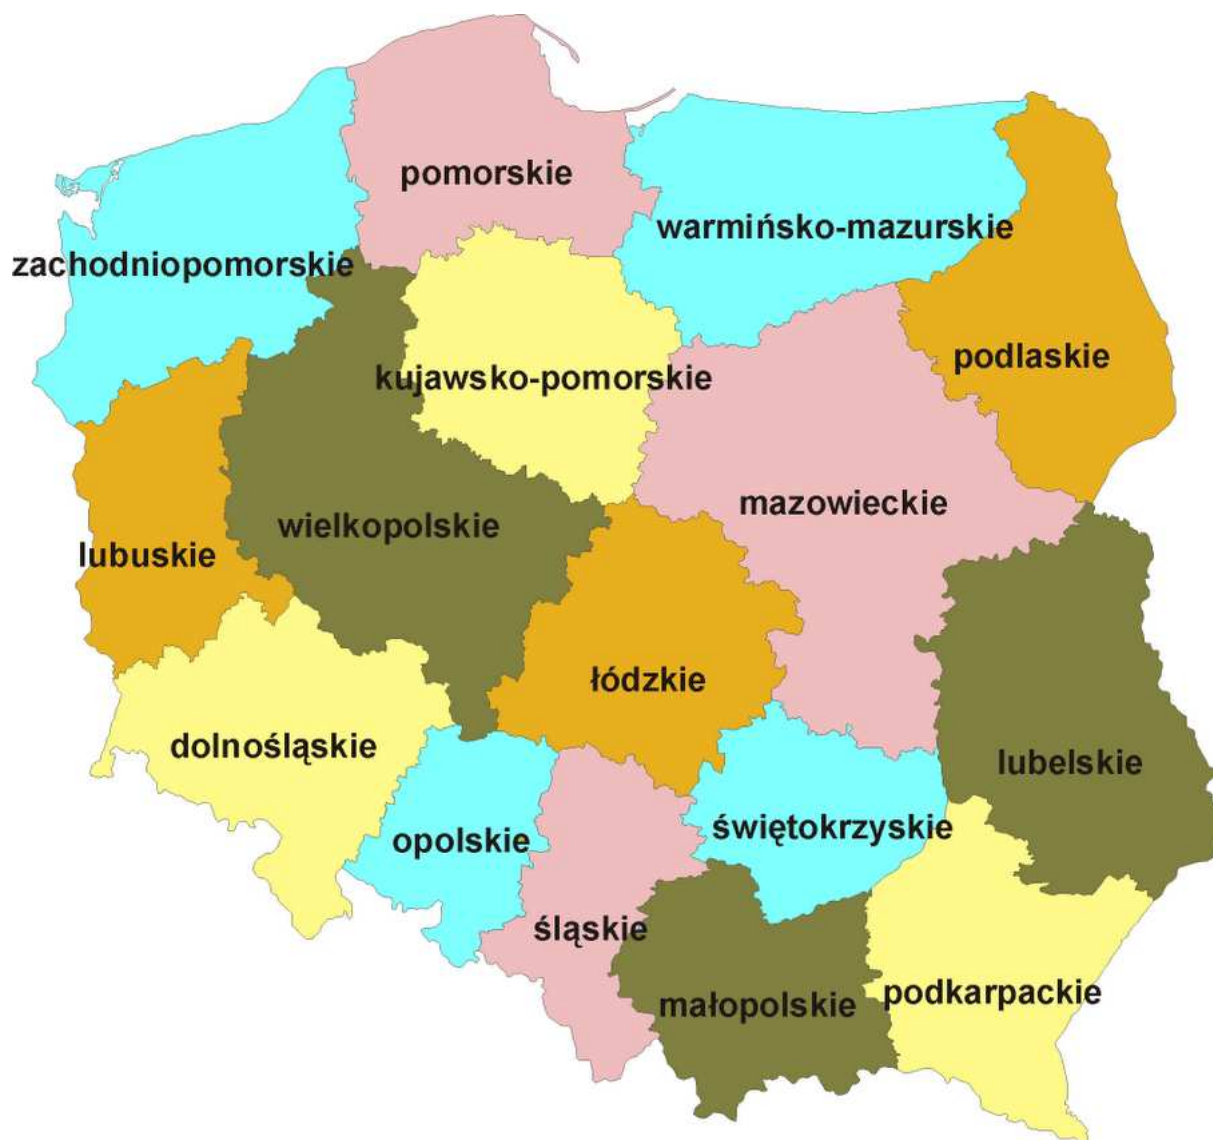 pomorskie
warmińsko-mazurskie
zachodniopomorskie
podlaskie
kujawsko-pomorskie
mazowieckie
wielkopolskie
lubuskie
łódzkie
dolnośląskie
lubelskie
świętokrzyskie
opolskie
śląskie
podkarpackie
małopolskie